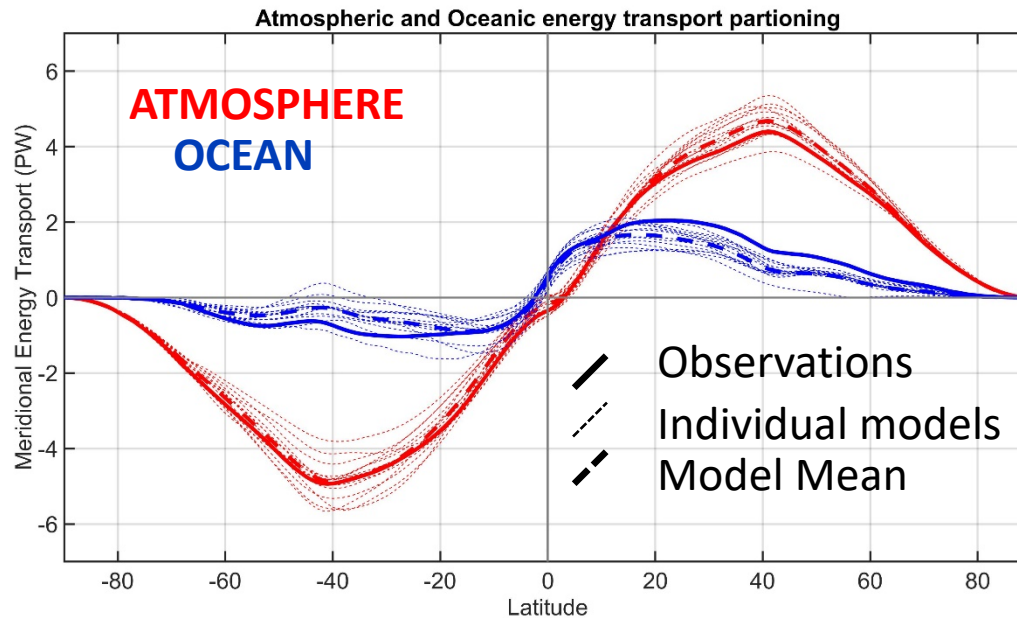 Atmospheric and Oceanic energy transport partioning
ATMOSPHERE
OCEAN
Meridional Energy Transport (PW)
6
4
2
0
-2
-4
-6
Observations
Individual models
Model Mean
-80 -60 -40 -20 0 20 40 60 80
Latitude